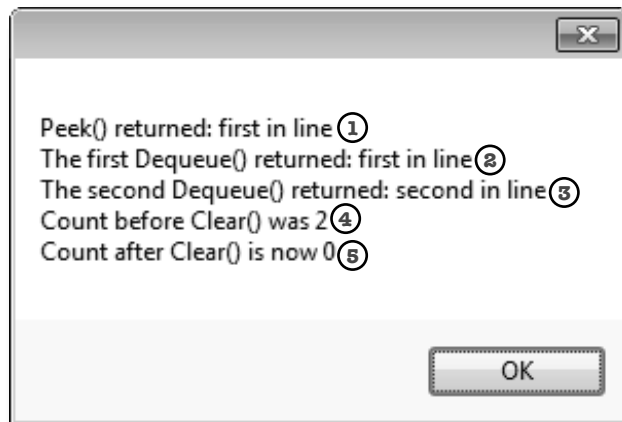 Peek() returned: first in line 1
The first Dequeue() returned: first in line 2
The second Dequeue() returned: second in line 3
Count before Clear() was 2 4
Count after Clear() is now 0 5
OK